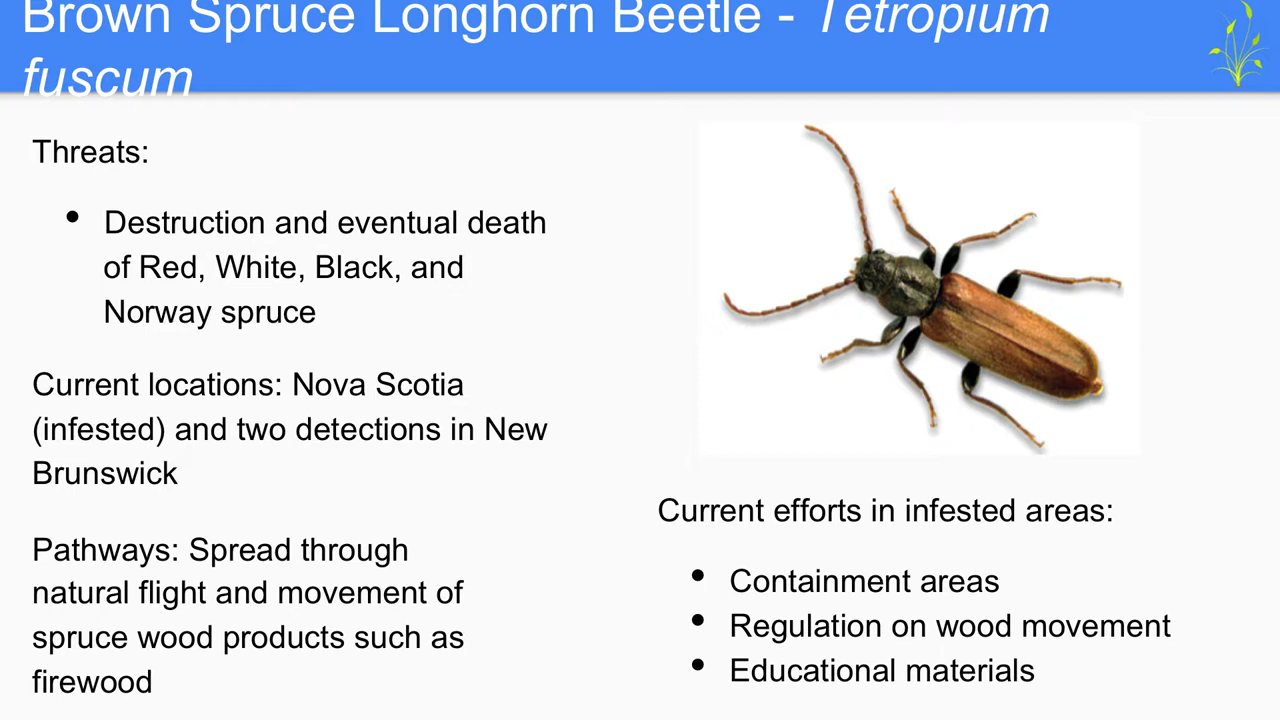 Brown Spruce Longhorn Beetle - Tetropium
fuscum
Threats:
• Destruction and eventual death
of Red, White, Black, and
Norway spruce
Current locations: Nova Scotia
(infested) and two detections in New
Brunswick
Pathways: Spread through
natural flight and movement of
spruce wood products such as
firewood
Current efforts in infested areas:
• Containment areas
• Regulation on wood movement
• Educational materials